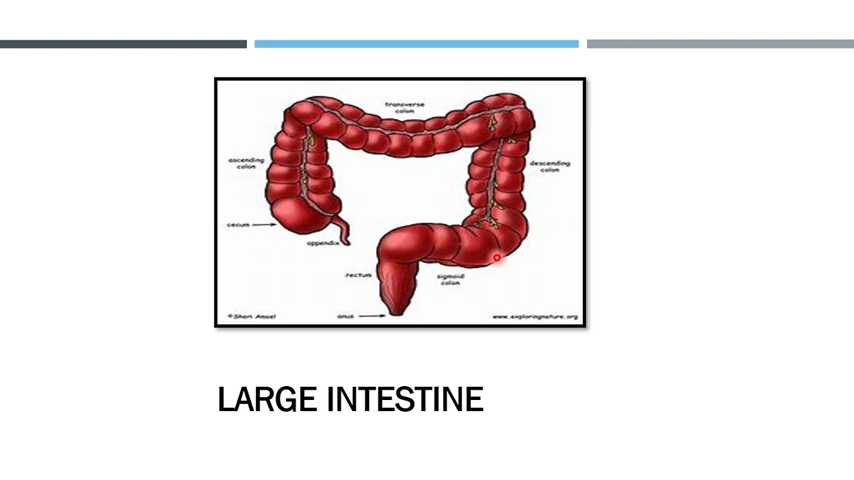 transverse
colon
ascending
colon
descending
colon
cecum
appendix
rectum
sigmoid
colon
anus
©Sheri Amsel
www.exploringnature.org
LARGE INTESTINE